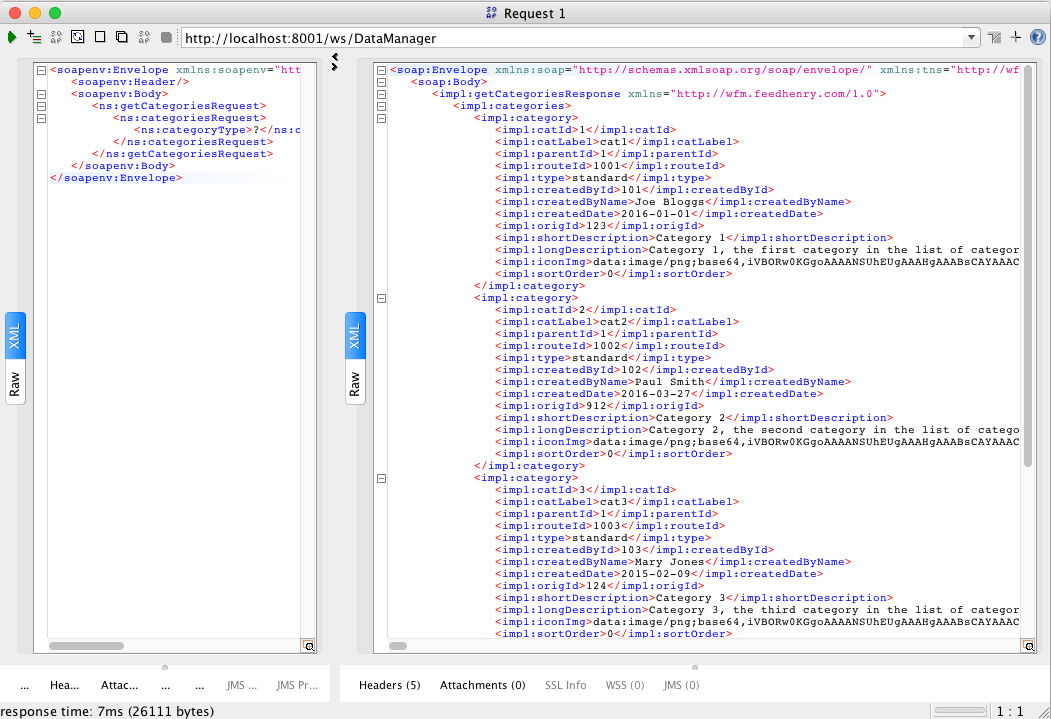 Request 1
http://localhost:8001/ws/DataManager
<soapenv:Envelope xmlns:soapenv="htt
<soapenv:Header/>
<soapenv:Body>
<ns:getCategoriesRequest>
<ns:categoriesRequest>
<ns:categoryType>?</ns:c
</ns:categoriesRequest>
</ns:getCategoriesRequest>
</soapenv:Body>
</soapenv:Envelope>
XML
Raw
<soap:Envelope xmlns:soap="http://schemas.xmlsoap.org/soap/envelope/" xmlns:tns="http://wf
<soap:Body>
<impl:getCategoriesResponse xmlns="http://wfm.feedhenry.com/1.0">
<impl:categories>
<impl:category>
<impl:catId>1</impl:catId>
<impl:catLabel>cat1</impl:catLabel>
<impl:parentId>1</impl:parentId>
<impl:routeId>1001</impl:routeId>
<impl:type>standard</impl:type>
<impl:createdById>101</impl:createdById>
<impl:createdByName>Joe Bloggs</impl:createdByName>
<impl:createdDate>2016-01-01</impl:createdDate>
<impl:origId>123</impl:origId>
<impl:shortDescription>Category 1</impl:shortDescription>
<impl:longDescription>Category 1, the first category in the list of categor
<impl:iconImg>data:image/png;base64,iVBORw0KGgoAAAANSUhEUgAAAHgAAABsCAYAAAC
<impl:sortOrder>0</impl:sortOrder>
</impl:category>
<impl:category>
<impl:catId>2</impl:catId>
<impl:catLabel>cat2</impl:catLabel>
<impl:parentId>1</impl:parentId>
<impl:routeId>1002</impl:routeId>
<impl:type>standard</impl:type>
<impl:createdById>102</impl:createdById>
<impl:createdByName>Paul Smith</impl:createdByName>
<impl:createdDate>2016-03-27</impl:createdDate>
<impl:origId>912</impl:origId>
<impl:shortDescription>Category 2</impl:shortDescription>
<impl:longDescription>Category 2, the second category in the list of catego
<impl:iconImg>data:image/png;base64,iVBORw0KGgoAAAANSUhEUgAAAHgAAABsCAYAAAC
<impl:sortOrder>0</impl:sortOrder>
</impl:category>
<impl:category>
<impl:catId>3</impl:catId>
<impl:catLabel>cat3</impl:catLabel>
<impl:parentId>1</impl:parentId>
<impl:routeId>1003</impl:routeId>
<impl:type>standard</impl:type>
<impl:createdById>103</impl:createdById>
<impl:createdByName>Mary Jones</impl:createdByName>
<impl:createdDate>2015-02-09</impl:createdDate>
<impl:origId>124</impl:origId>
<impl:shortDescription>Category 3</impl:shortDescription>
<impl:longDescription>Category 3, the third category in the list of categor
<impl:iconImg>data:image/png;base64,iVBORw0KGgoAAAANSUhEUgAAAHgAAABsCAYAAAC
<impl:sortOrder>0</impl:sortOrder>
XML
Raw
... Hea... Attac... ... ... JMS ... JMS Pr...
Headers (5) Attachments (0) SSL Info WSS (0) JMS (0)
response time: 7ms (26111 bytes)
1 : 1